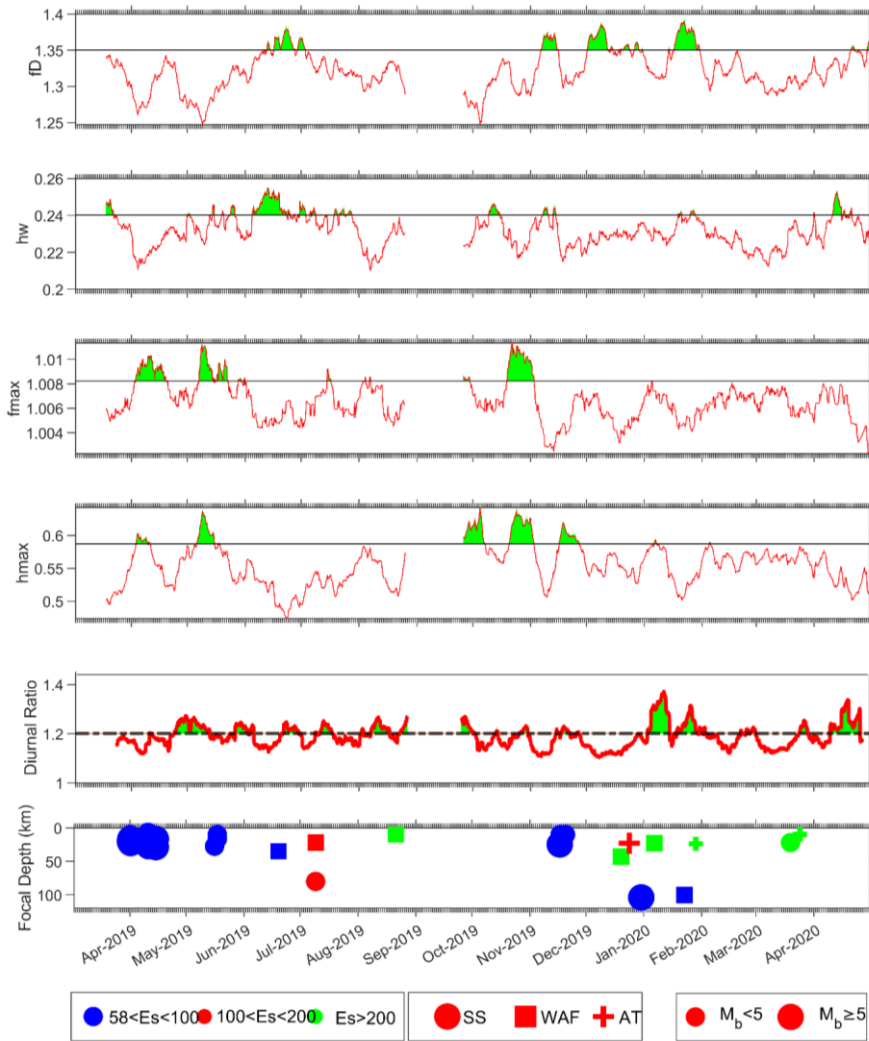 1.4
1.35
1.3
1.25
fD
0.26
0.24
0.22
0.2
hw
1.01
1.008
1.006
1.004
fmax
0.6
0.55
0.5
hmax
1.4
1.2
1
Diurnal Ratio
0
50
100
Focal Depth (km)
Apr-2019 May-2019 Jun-2019 Jul-2019 Aug-2019 Sep-2019 Oct-2019 Nov-2019 Dec-2019 Jan-2020 Feb-2020 Mar-2020 Apr-2020
58<Es<100 100<Es<200 Es>200 SS WAF AT M_b<5 M_b≥5